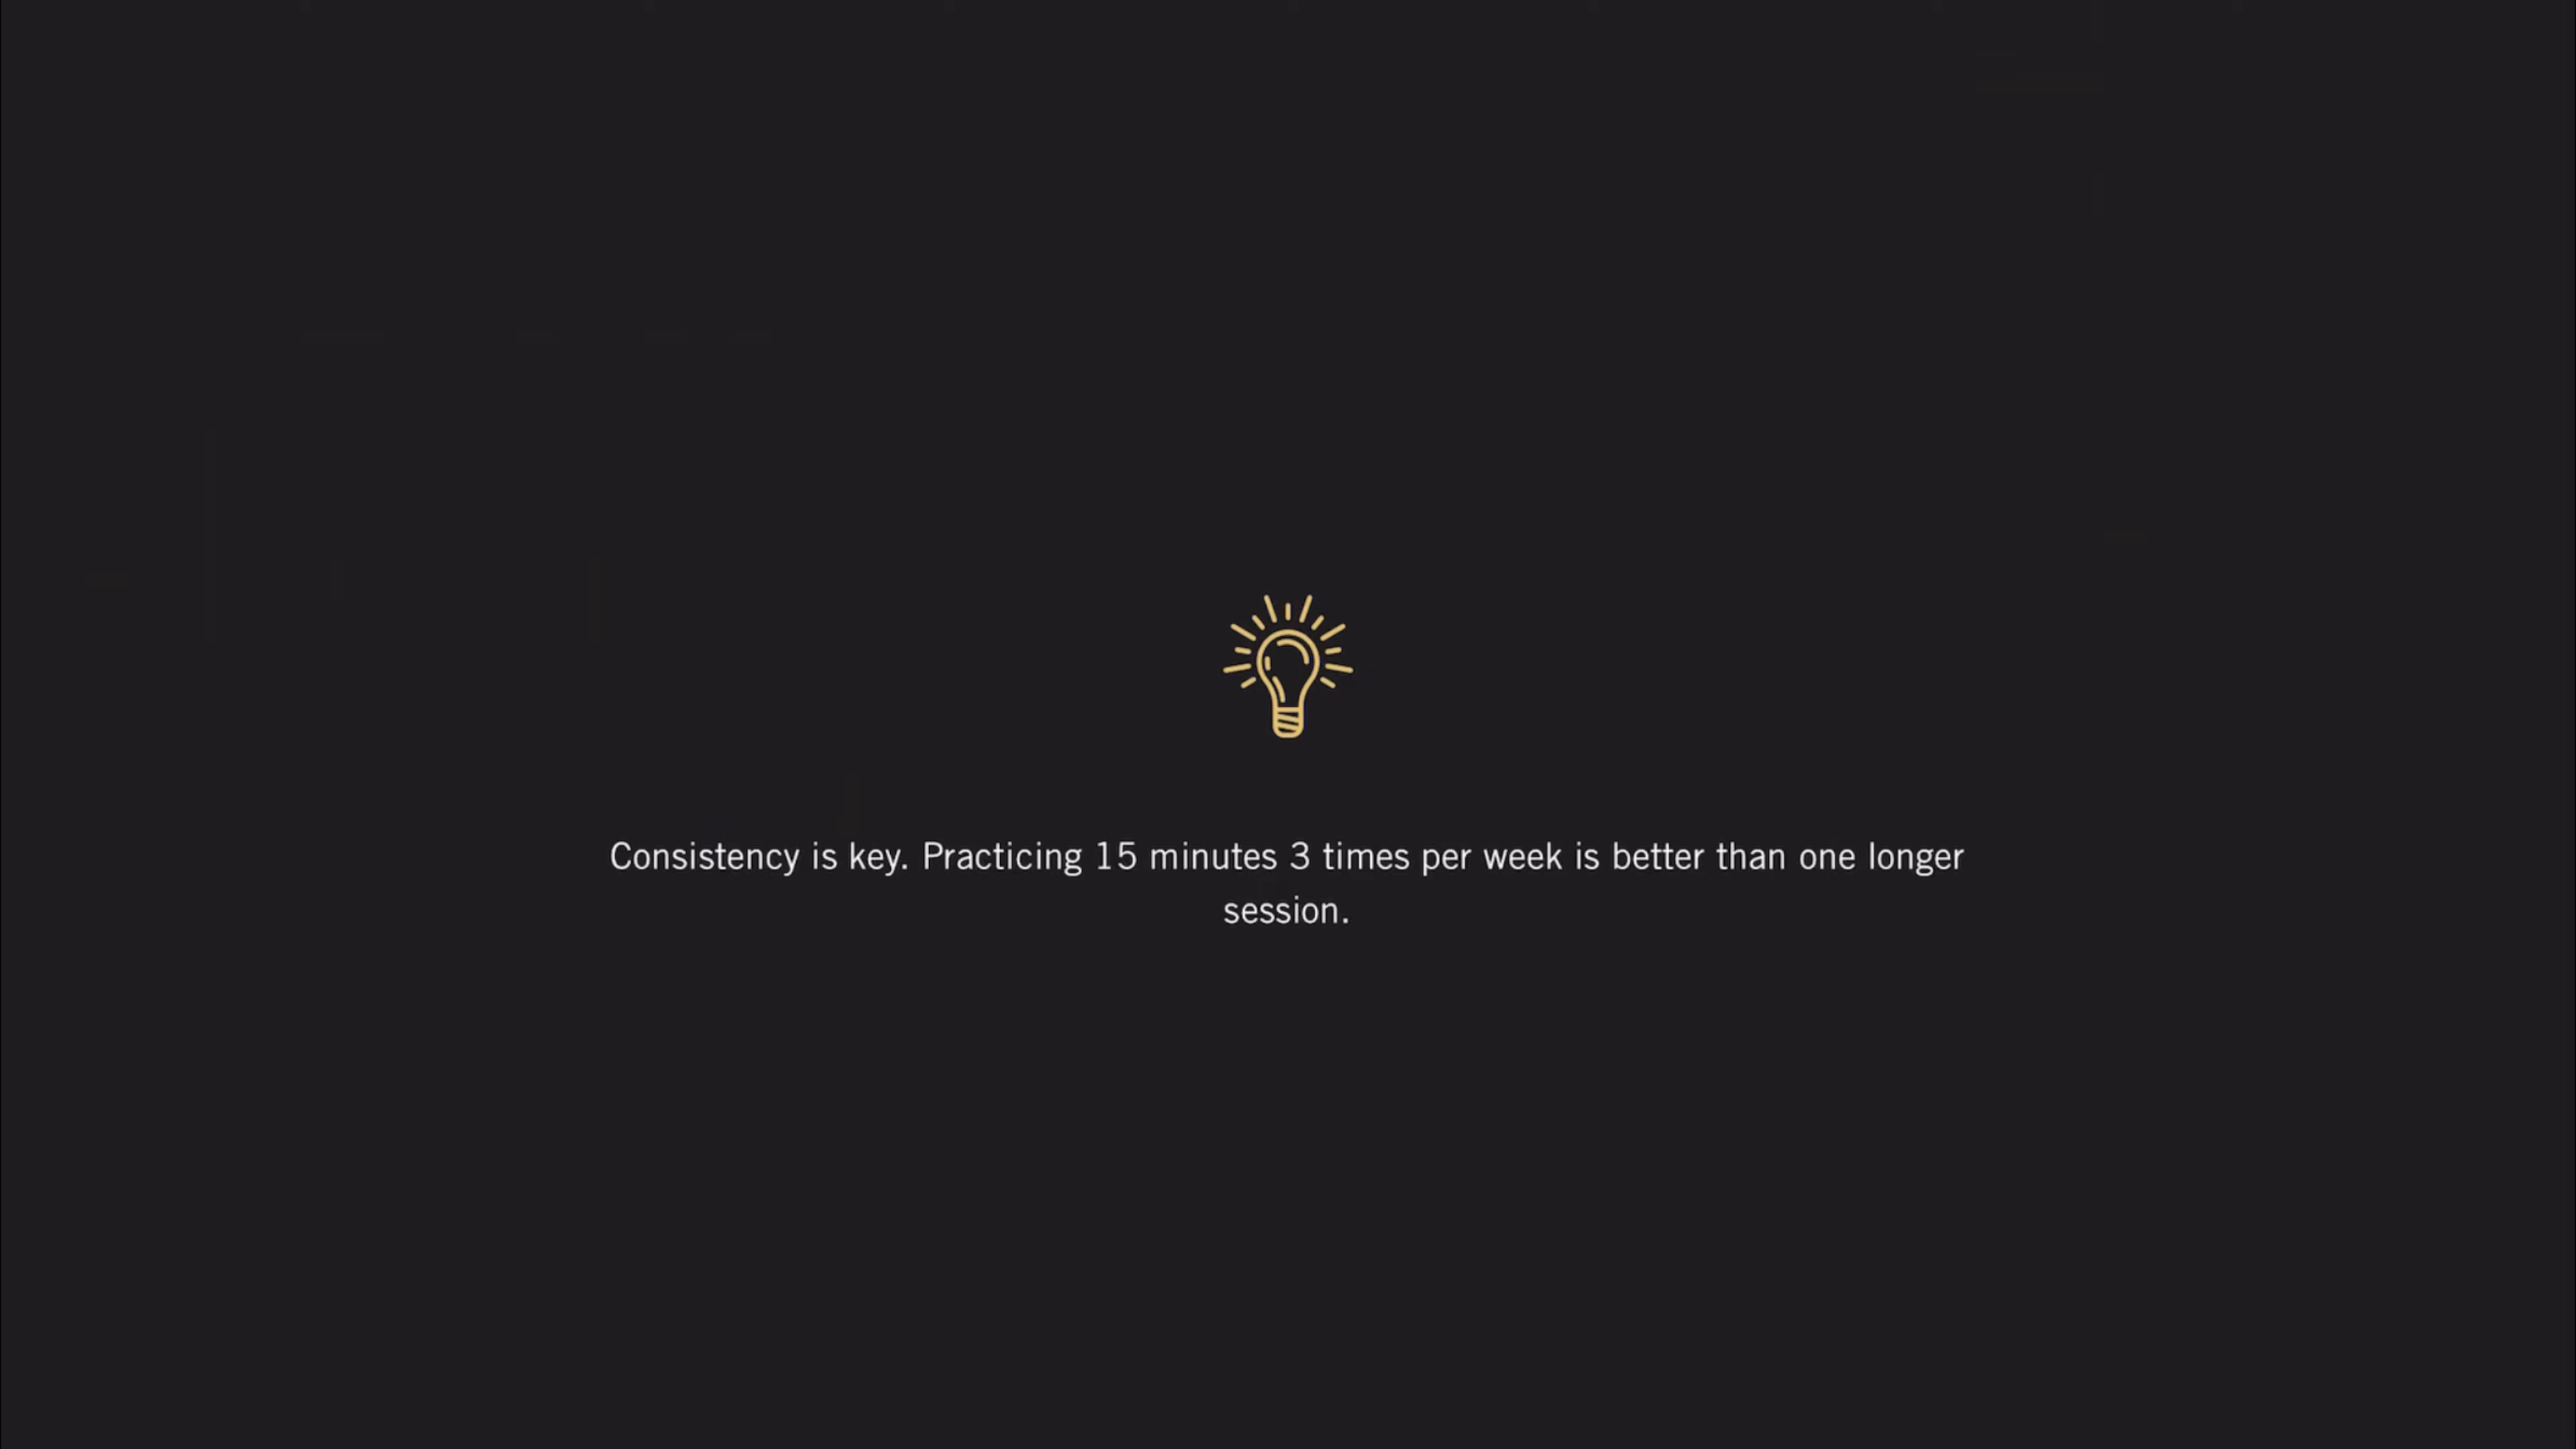 Consistency is key. Practicing 15 minutes 3 times per week is better than one longer
session.